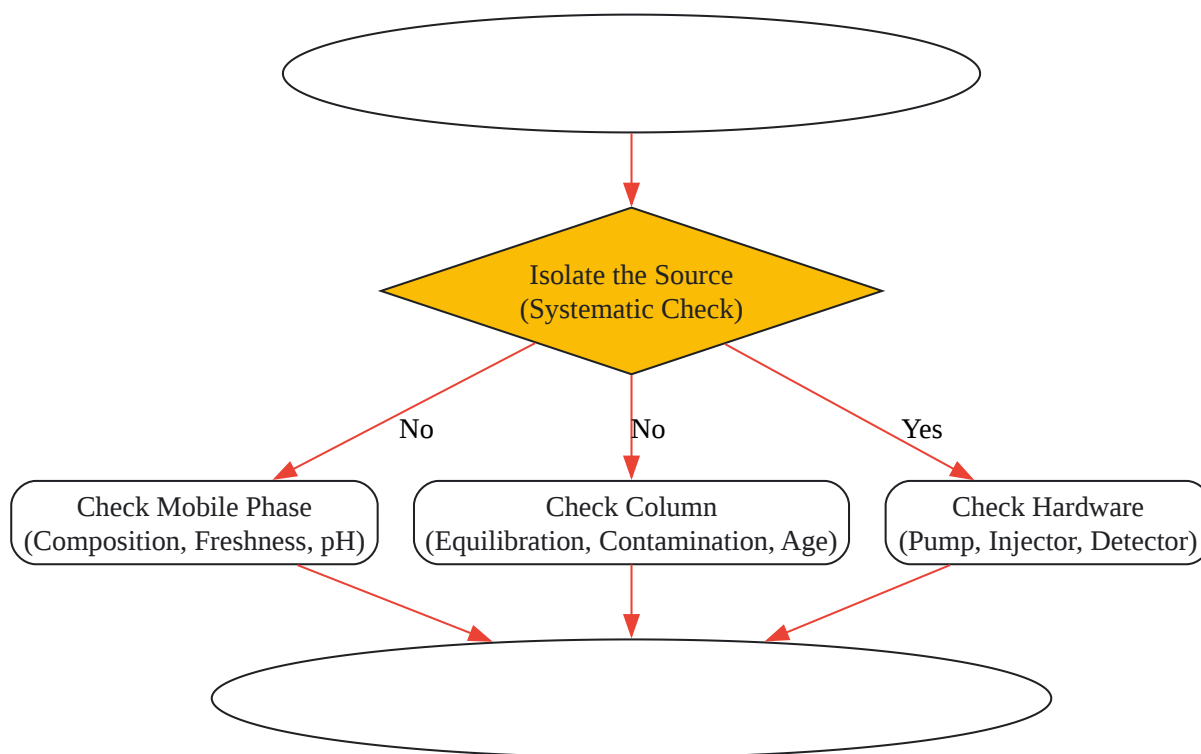 Isolate the Source
(Systematic Check)
No
No
Yes
Check Mobile Phase
(Composition, Freshness, pH)
Check Column
(Equilibration, Contamination, Age)
Check Hardware
(Pump, Injector, Detector)